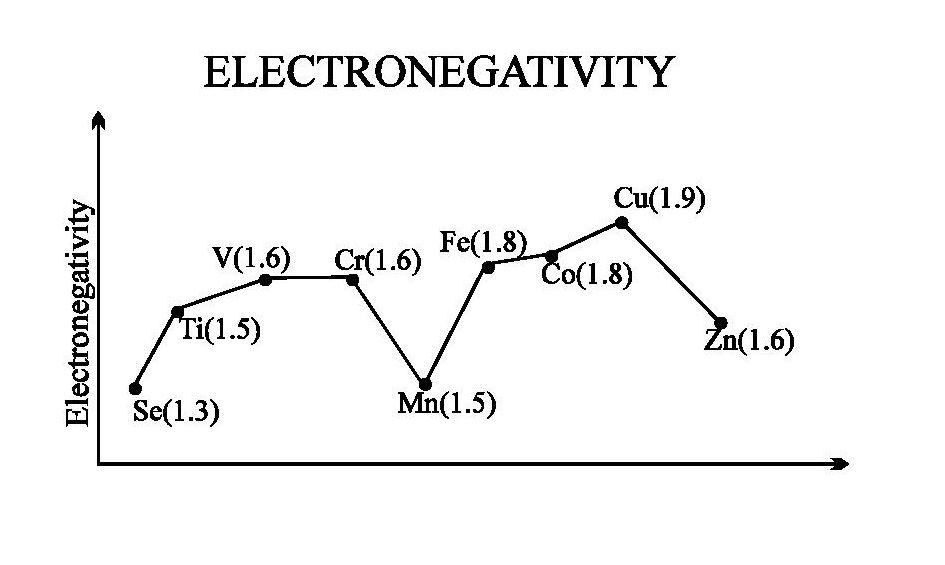 ELECTRONEGATIVITY
Electronegativity
Cu(1.9)
Fe(1.8)
V(1.6)
Cr(1.6)
Co(1.8)
Ti(1.5)
Zn(1.6)
Se(1.3)
Mn(1.5)